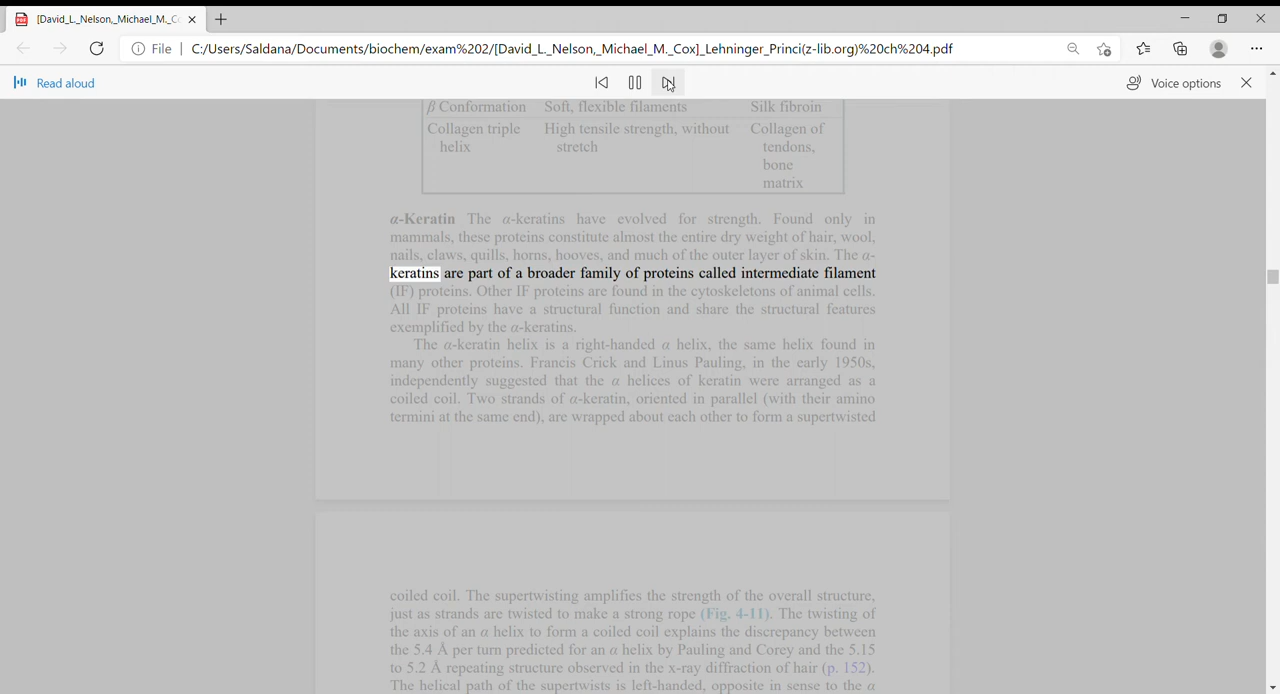 [David_L._Nelson,_Michael_M._Co
File | C:/Users/Saldana/Documents/biochem/exam%202/[David_L._Nelson,_Michael_M._Cox]_Lehninger_Princi(z-lib.org)%20ch%204.pdf
Read aloud
Voice options
β Conformation Soft, flexible filaments Silk fibroin
Collagen triple High tensile strength, without Collagen of
helix stretch tendons,
bone
matrix
α-Keratin The α-keratins have evolved for strength. Found only in
mammals, these proteins constitute almost the entire dry weight of hair, wool,
nails, claws, quills, horns, hooves, and much of the outer layer of skin. The α-
keratins are part of a broader family of proteins called intermediate filament
(IF) proteins. Other IF proteins are found in the cytoskeletons of animal cells.
All IF proteins have a structural function and share the structural features
exemplified by the α-keratins.
The α-keratin helix is a right-handed α helix, the same helix found in
many other proteins. Francis Crick and Linus Pauling, in the early 1950s,
independently suggested that the α helices of keratin were arranged as a
coiled coil. Two strands of α-keratin, oriented in parallel (with their amino
termini at the same end), are wrapped about each other to form a supertwisted
coiled coil. The supertwisting amplifies the strength of the overall structure,
just as strands are twisted to make a strong rope (Fig. 4-11). The twisting of
the axis of an α helix to form a coiled coil explains the discrepancy between
the 5.4 Å per turn predicted for an α helix by Pauling and Corey and the 5.15
to 5.2 Å repeating structure observed in the x-ray diffraction of hair (p. 152).
The helical path of the supertwists is left-handed, opposite in sense to the α